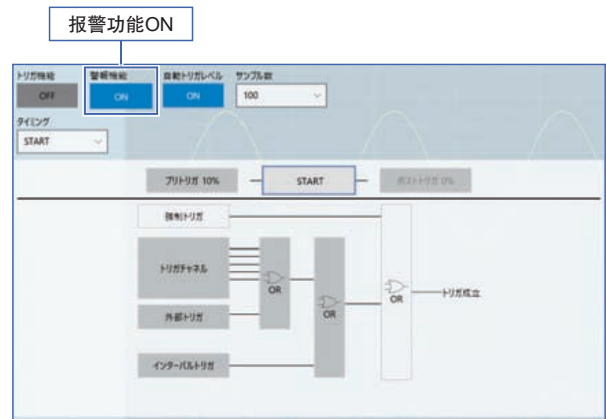 报警功能ON
トリガ機能
警報機能
自動トリガレベル
サンプル数
OFF
ON
ON
100
タイミング
START
プリトリガ 10%
START
ポストトリガ 0%
強制トリガ
トリガチャネル
OR
外部トリガ
OR
OR
トリガ成立
インターバルトリガ